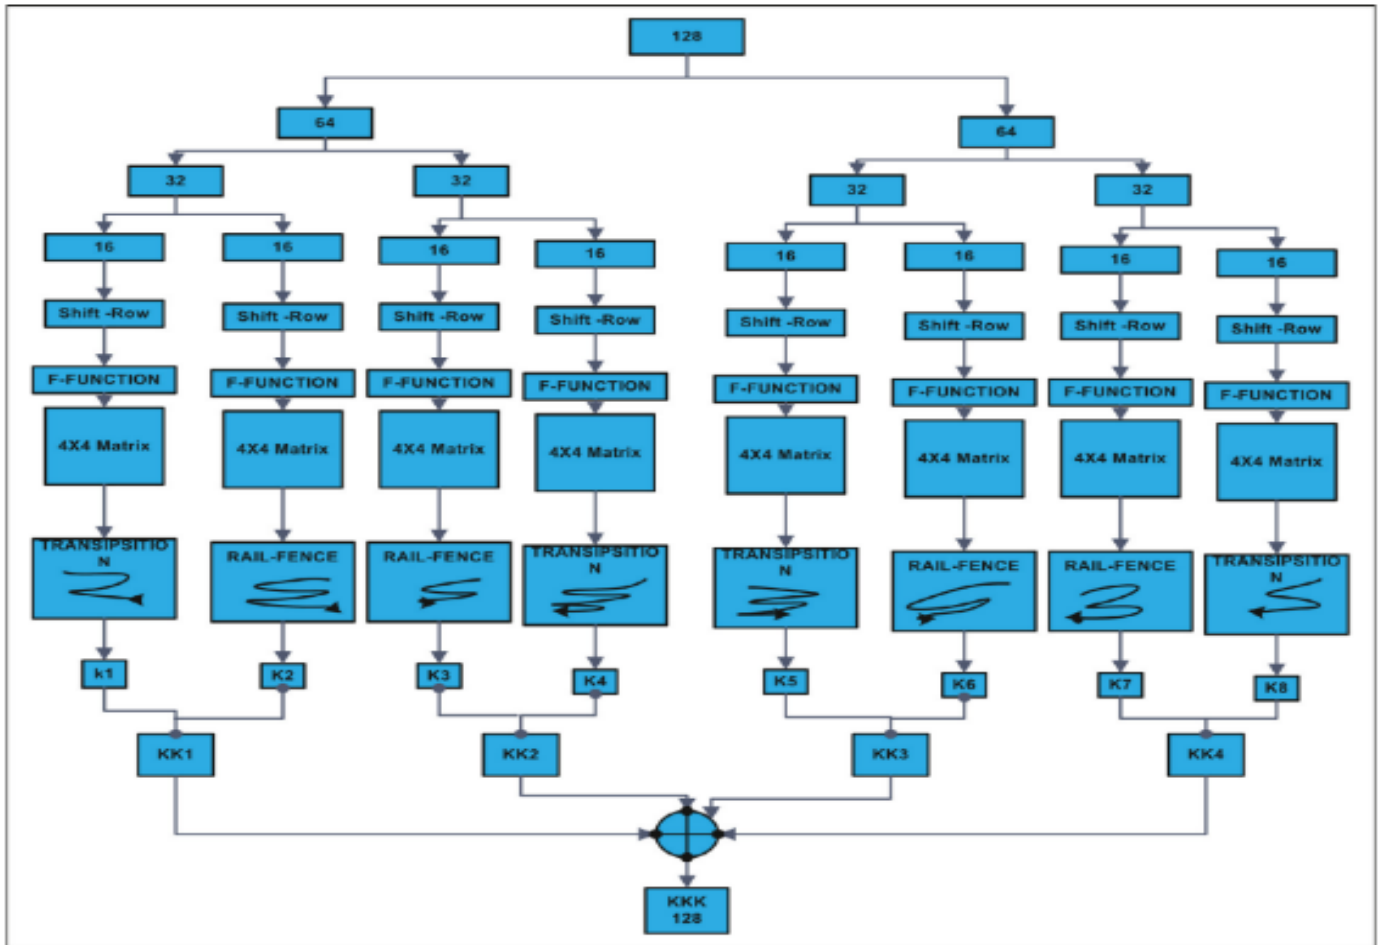 128
64
64
32
32
32
32
16
16
16
16
16
16
16
16
Shift -Row
Shift -Row
Shift -Row
Shift -Row
Shift -Row
Shift -Row
Shift -Row
Shift -Row
F-FUNCTION
F-FUNCTION
F-FUNCTION
F-FUNCTION
F-FUNCTION
F-FUNCTION
F-FUNCTION
F-FUNCTION
4X4 Matrix
4X4 Matrix
4X4 Matrix
4X4 Matrix
4X4 Matrix
4X4 Matrix
4X4 Matrix
4X4 Matrix
TRANSIPSITIO
N
RAIL-FENCE
RAIL-FENCE
TRANSIPSITIO
N
TRANSIPSITIO
N
RAIL-FENCE
RAIL-FENCE
TRANSIPSITIO
N
k1
K2
K3
K4
K5
K6
K7
K8
KK1
KK2
KK3
KK4
KKK
128